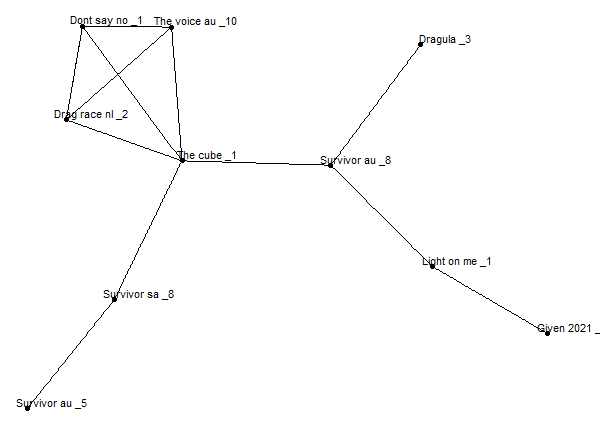 Dont say no _1
The voice au _10
Dragula _3
Drag race nl _2
The cube _1
Survivor au _8
Light on me _1
Survivor sa _8
Given 2021 _
Survivor au _5